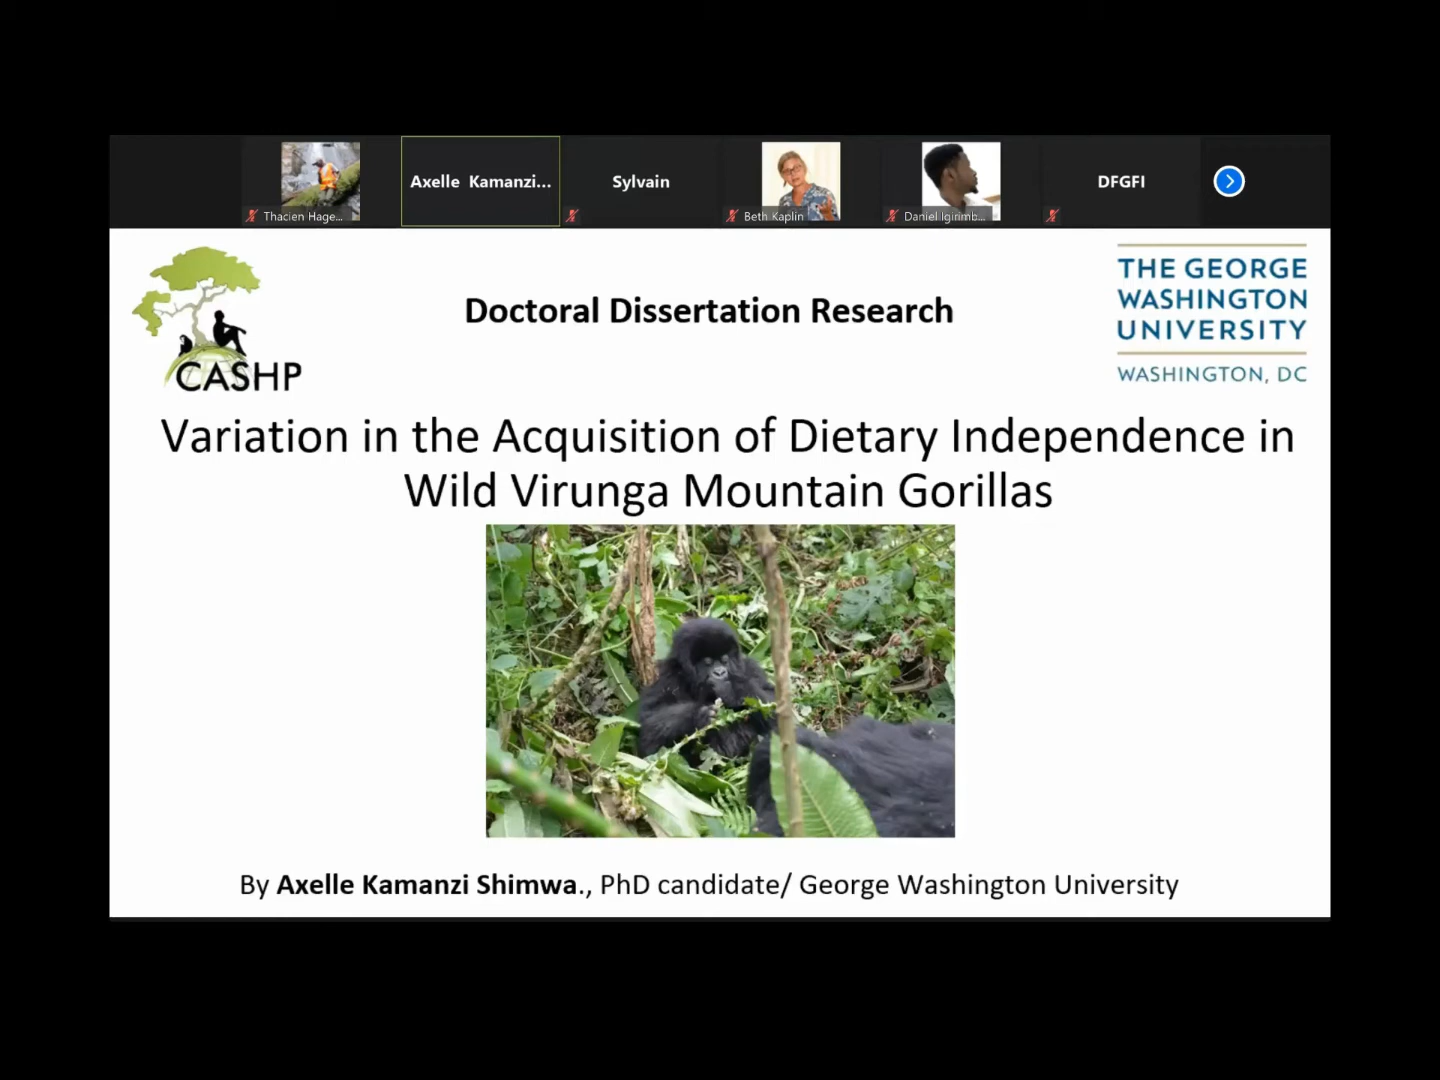 Axelle Kamanzi...
Sylvain
DFGFI
Thacien Hage...
Beth Kaplin
Daniel Igirimb...
CASHP
Doctoral Dissertation Research
THE GEORGE
WASHINGTON
UNIVERSITY
WASHINGTON, DC
Variation in the Acquisition of Dietary Independence in
Wild Virunga Mountain Gorillas
By Axelle Kamanzi Shimwa., PhD candidate/ George Washington University